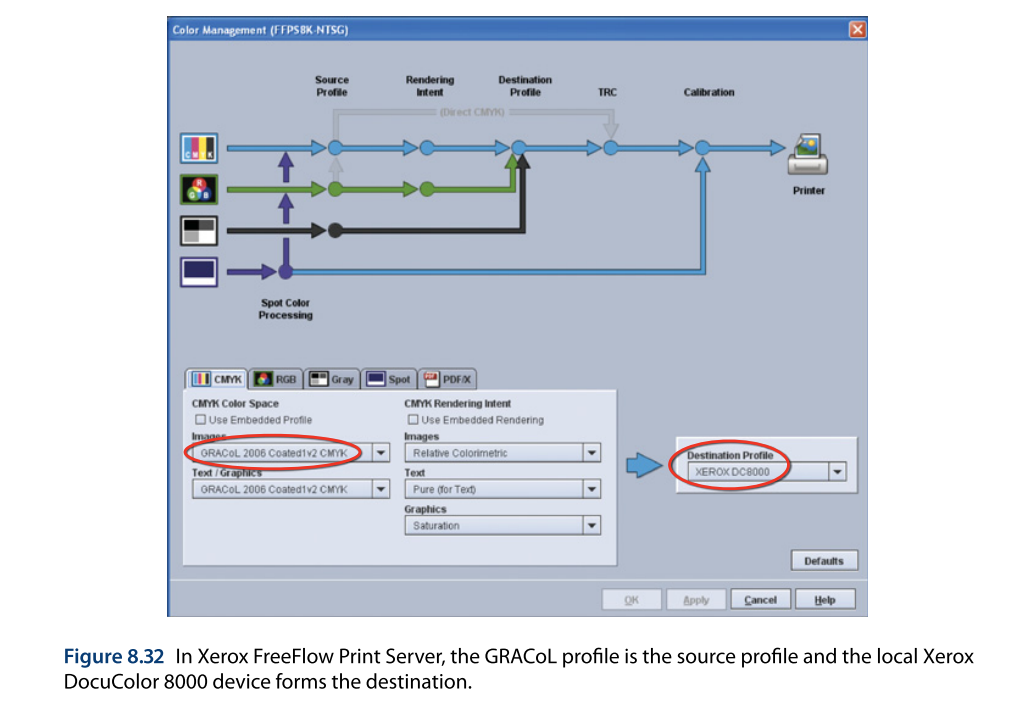 Color Management (FFPS8K-NTSG)
Source
Profile
Rendering
Intent
Destination
Profile
TRC
Calibration
(Direct CMYK)
C M Y K
R
G B
Printer
Spot Color
Processing
CMYK
RGB
Gray
Spot
PDF
PDF/X
CMYK Color Space
Use Embedded Profile
Images
GRACoL 2006 Coated1v2 CMYK
Text / Graphics
GRACoL 2006 Coated1v2 CMYK
CMYK Rendering Intent
Use Embedded Rendering
Images
Relative Colorimetric
Text
Pure (for Text)
Graphics
Saturation
Destination Profile
XEROX DC8000
Defaults
OK
Apply
Cancel
Help
Figure 8.32 In Xerox FreeFlow Print Server, the GRACoL profile is the source profile and the local Xerox
DocuColor 8000 device forms the destination.